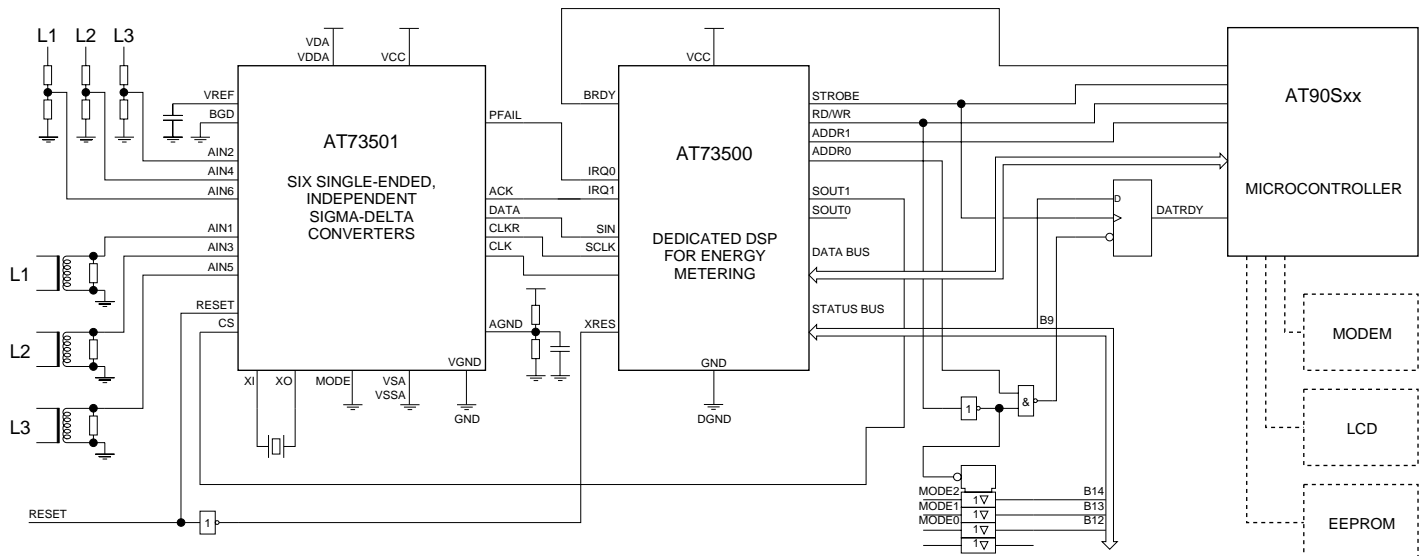 L1 L2 L3
VDA
VDDA
VCC
VREF
BGD
AIN2
AIN4
AIN6
AIN1
AIN3
AIN5
RESET
CS
AT73501
SIX SINGLE-ENDED,
INDEPENDENT
SIGMA-DELTA
CONVERTERS
PFAIL
ACK
DATA
CLKR
CLK
AGND
VGND
GND
XI
XO
MODE
VSA
VSSA
L1
L2
L3
RESET
1
VCC
BRDY
IRQ0
IRQ1
SIN
SCLK
XRES
AT73500
DEDICATED DSP
FOR ENERGY
METERING
GND
DGND
STROBE
RD/WR
ADDR1
ADDR0
SOUT1
SOUT0
DATA BUS
STATUS BUS
B9
D
DATRDY
1
&
MODE2
MODE1
MODE0
1
1
1
1
B14
B13
B12
AT90Sxx
MICROCONTROLLER
MODEM
LCD
EEPROM